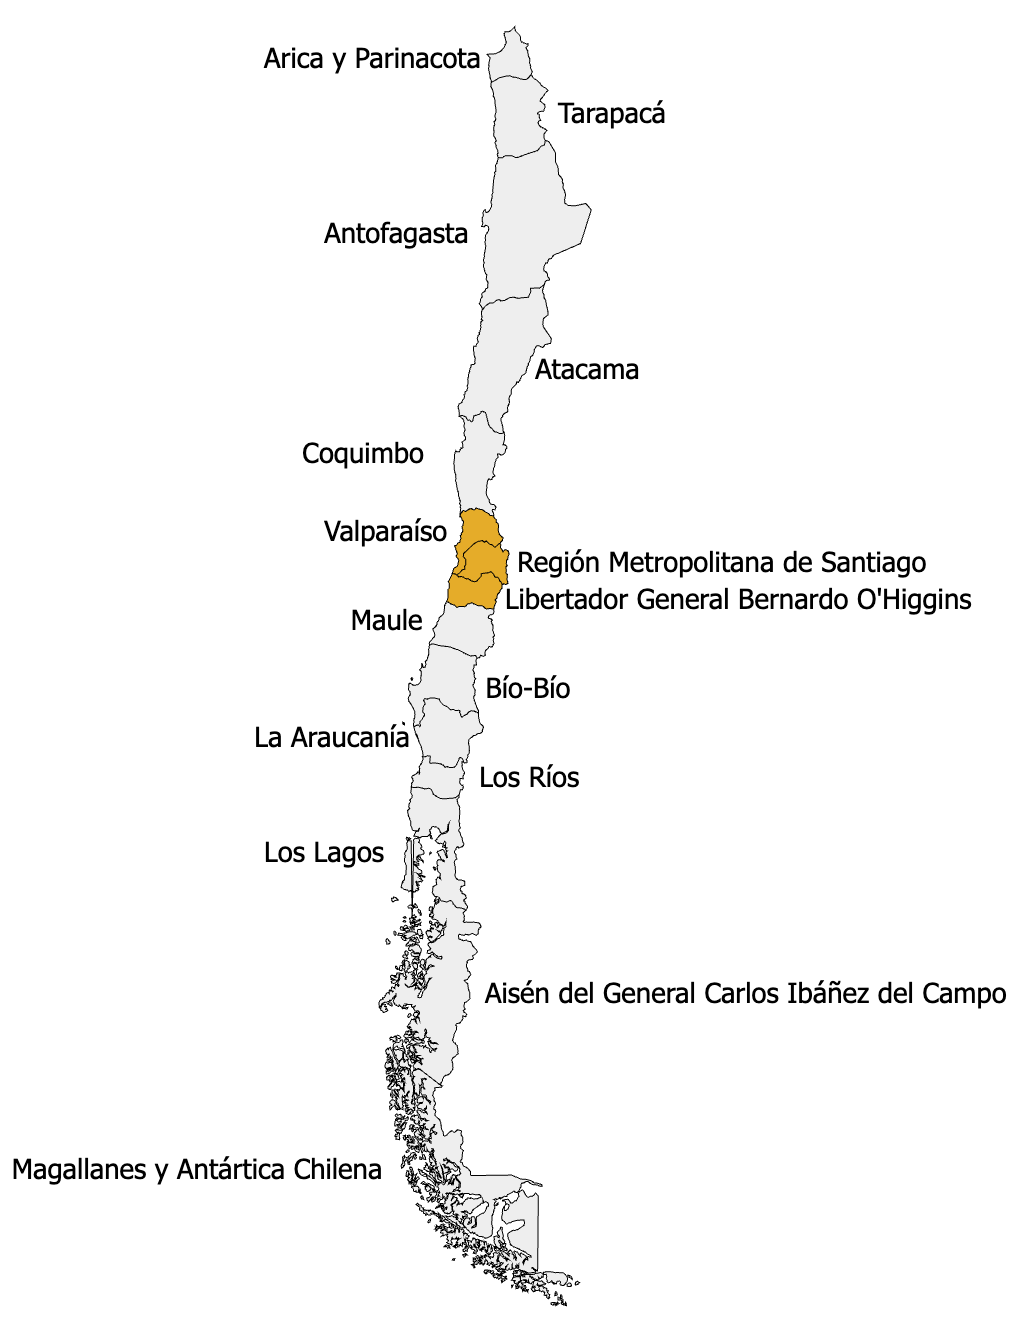 Arica y Parinacota
Tarapacá
Antofagasta
Atacama
Coquimbo
Valparaíso
Región Metropolitana de Santiago
Libertador General Bernardo O'Higgins
Maule
Bío-Bío
La Araucanía
Los Ríos
Los Lagos
Aisén del General Carlos Ibáñez del Campo
Magallanes y Antártica Chilena